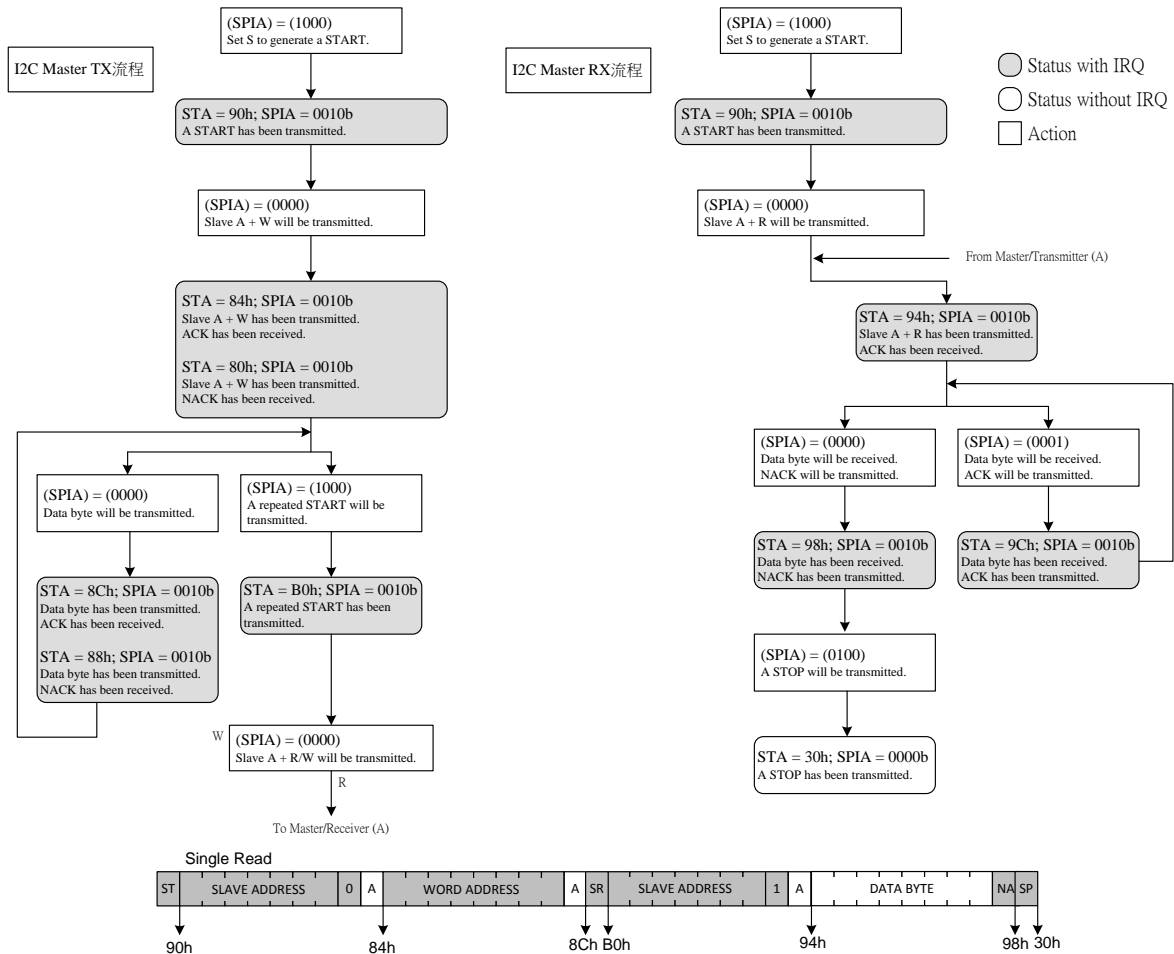 I2C Master TX流程
(SPIA) = (1000)
Set S to generate a START.
STA = 90h; SPIA = 0010b
A START has been transmitted.
(SPIA) = (0000)
Slave A + W will be transmitted.
STA = 84h; SPIA = 0010b
Slave A + W has been transmitted.
ACK has been received.
STA = 80h; SPIA = 0010b
Slave A + W has been transmitted.
NACK has been received.
(SPIA) = (0000)
Data byte will be transmitted.
STA = 8Ch; SPIA = 0010b
Data byte has been transmitted.
ACK has been received.
STA = 88h; SPIA = 0010b
Data byte has been transmitted.
NACK has been received.
(SPIA) = (1000)
A repeated START will be
transmitted.
STA = B0h; SPIA = 0010b
A repeated START has been
transmitted.
W
(SPIA) = (0000)
Slave A + R/W will be transmitted.
R
To Master/Receiver (A)
I2C Master RX流程
(SPIA) = (1000)
Set S to generate a START.
STA = 90h; SPIA = 0010b
A START has been transmitted.
(SPIA) = (0000)
Slave A + R will be transmitted.
From Master/Transmitter (A)
STA = 94h; SPIA = 0010b
Slave A + R has been transmitted.
ACK has been received.
(SPIA) = (0000)
Data byte will be received.
NACK will be transmitted.
STA = 98h; SPIA = 0010b
Data byte has been received.
NACK has been transmitted.
(SPIA) = (0100)
A STOP will be transmitted.
STA = 30h; SPIA = 0000b
A STOP has been transmitted.
(SPIA) = (0001)
Data byte will be received.
ACK will be transmitted.
STA = 9Ch; SPIA = 0010b
Data byte has been received.
ACK has been transmitted.
Status with IRQ
Status without IRQ
Action
Single Read
ST SLAVE ADDRESS 0 A WORD ADDRESS A SR SLAVE ADDRESS 1 A DATA BYTE NA SP
90h 84h 8Ch B0h 94h 98h 30h